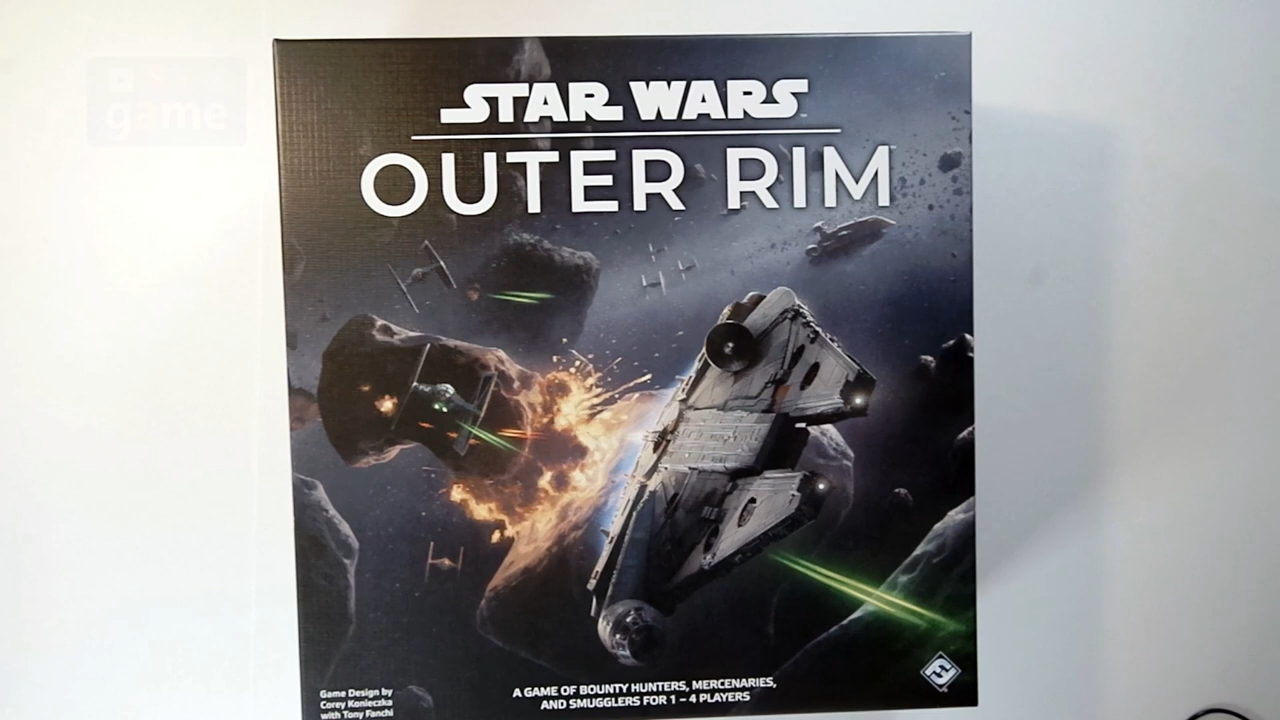 game
STAR WARS
OUTER RIM
Game Design by
Corey Konieczka
with Tony Fanchi
A GAME OF BOUNTY HUNTERS, MERCENARIES,
AND SMUGGLERS FOR 1 – 4 PLAYERS